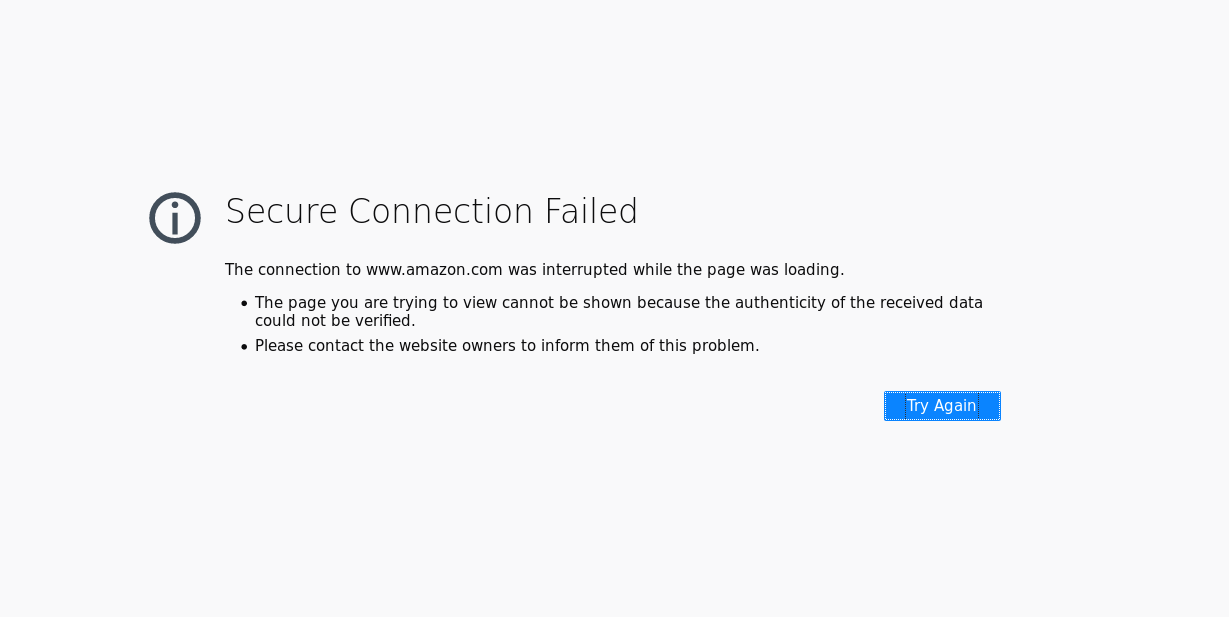 Secure Connection Failed
The connection to www.amazon.com was interrupted while the page was loading.
• The page you are trying to view cannot be shown because the authenticity of the received data
could not be verified.
• Please contact the website owners to inform them of this problem.
Try Again